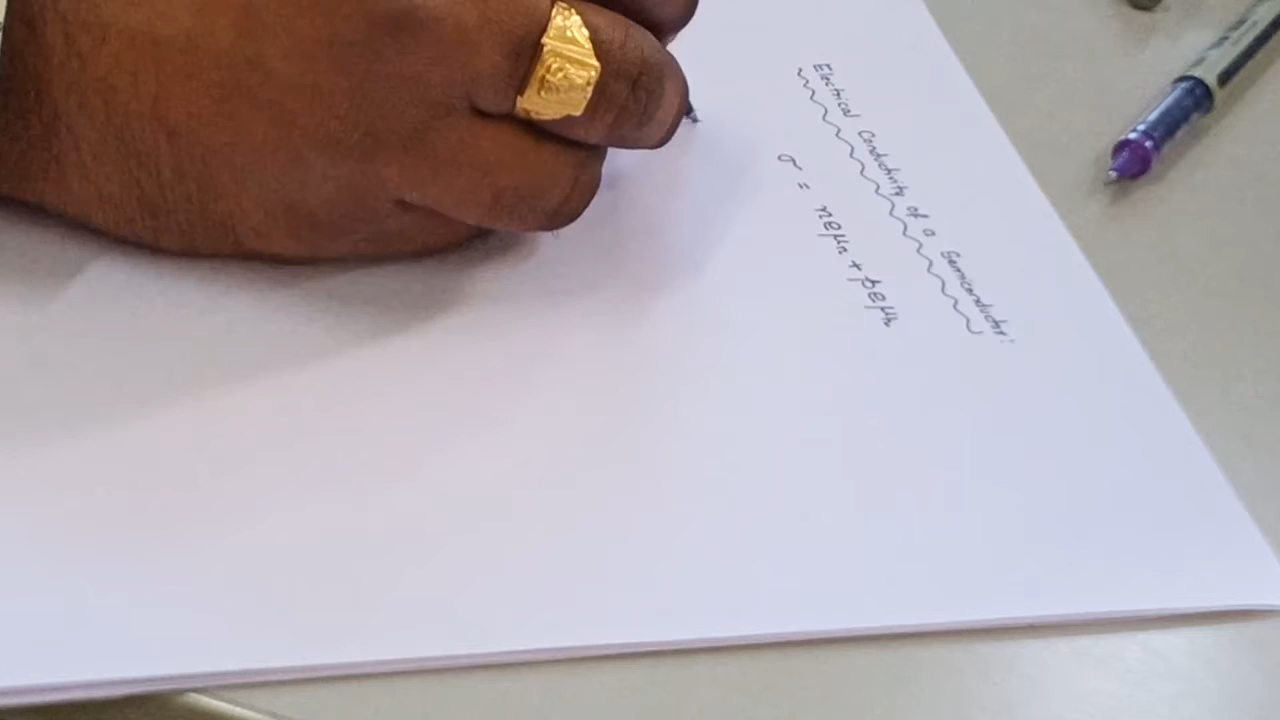 Electrical Conductivity of a Semiconductor:
σ = neμn + peμh